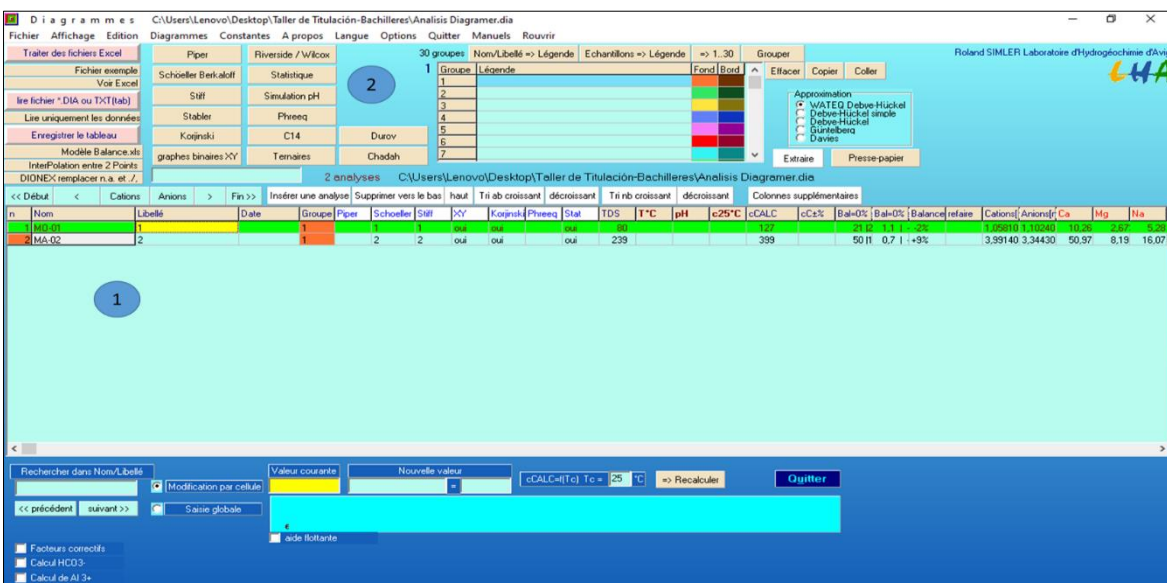 Diagrammes C:\Users\Lenovo\Desktop\Taller de Titulación-Bachilleres\Analisis Diagramer.dia
Fichier Affichage Edition Diagrammes Constantes A propos Langue Options Quitter Manuels Rouvrir
Traiter des fichiers Excel
Fichier exemple
Voir Excel
lire fichier *.DIA ou TXT(tab)
Lire uniquement les données
Enregistrer le tableau
Modèle Balance.xls
InterPolation entre 2 Points
DIONEX remplacer n.a. et ./,
Piper Riverside / Wilcox
Schöeller Berkaloff Statistique
Stiff Simulation pH
Stabler Phreeq
Korjinski C14 Durov
graphes binaires XY Ternaires Chadah
2
30 groupes Nom/Libellé => Légende Echantillons => Légende => 1..30 Grouper
1 Groupe Légende Fond Bord
1
2
3
4
5
6
7
Effacer Copier Coller
Approximation
WATEQ Debye-Hückel
Debye-Hückel simple
Debye-Hückel
Güntelberg
Davies
Extraire Presse-papier
Roland SIMLER Laboratoire d'Hydrogéochimie d'Avi
LHA
2 analyses C:\Users\Lenovo\Desktop\Taller de Titulación-Bachilleres\Analisis Diagramer.dia
<< Début < Cations Anions > Fin >> Insérer une analyse Supprimer vers le bas haut Tri ab croissant décroissant Tri nb croissant décroissant Colonnes supplémentaires
n Nom Libellé Date Groupe Piper Schoeller Stiff XY Korjinski Phreeq Stat TDS T°C pH c25°C cCALC cC±% Bal=0% Bal=0% Balance refaire Cations[ Anions[ Ca Mg Na
1 MO-01 1 1 1 1 oui oui oui 80 127 21 1,1 -2% 1,05810 1,10240 10,26 2,67 5,28
2 MA-02 2 1 2 2 oui oui oui 239 399 50 0,7 +9% 3,99140 3,34430 50,97 8,19 16,07
1
Rechercher dans Nom/Libellé
<< précédent suivant >>
Modification par cellule
Saisie globale
Valeur courante Nouvelle valeur
=
cCALC=f(Tc) Tc = 25 °C => Recalculer
Quitter
€
aide flottante
Facteurs correctifs
Calcul HCO3-
Calcul de Al 3+